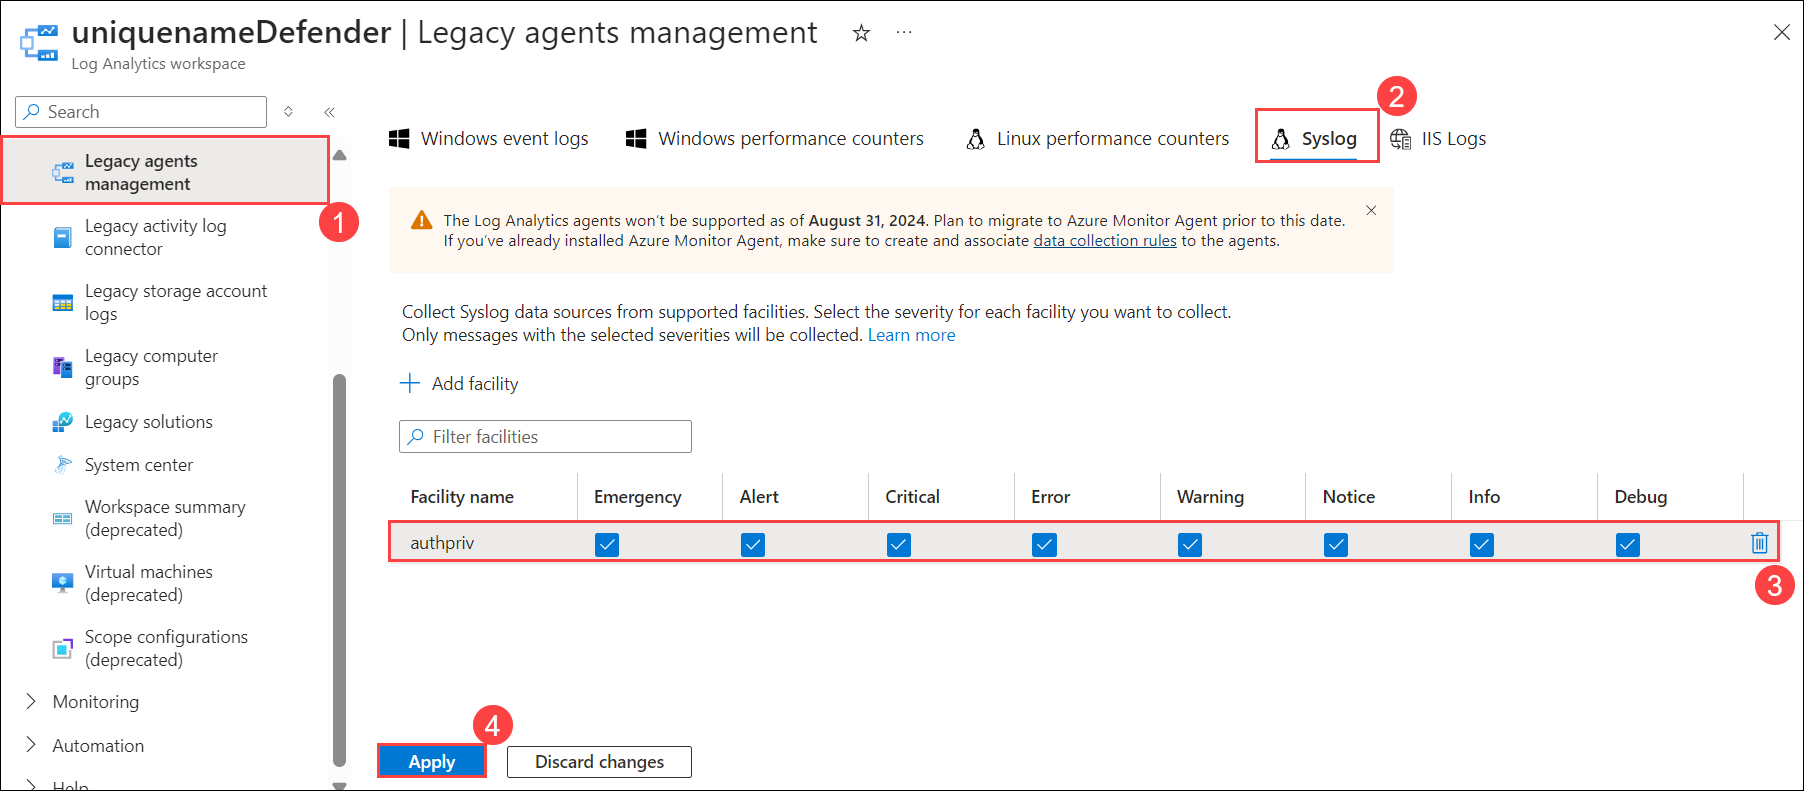 uniquenameDefender | Legacy agents management
Log Analytics workspace
Search
Legacy agents
management
1
Legacy activity log
connector
Legacy storage account
logs
Legacy computer
groups
Legacy solutions
System center
Workspace summary
(deprecated)
Virtual machines
(deprecated)
Scope configurations
(deprecated)
Monitoring
Automation
Help
Windows event logs
Windows performance counters
Linux performance counters
Syslog
2
IIS Logs
The Log Analytics agents won't be supported as of August 31, 2024. Plan to migrate to Azure Monitor Agent prior to this date.
If you've already installed Azure Monitor Agent, make sure to create and associate data collection rules to the agents.
Collect Syslog data sources from supported facilities. Select the severity for each facility you want to collect.
Only messages with the selected severities will be collected. Learn more
Add facility
Filter facilities
Facility name Emergency Alert Critical Error Warning Notice Info Debug
authpriv
3
4
Apply
Discard changes